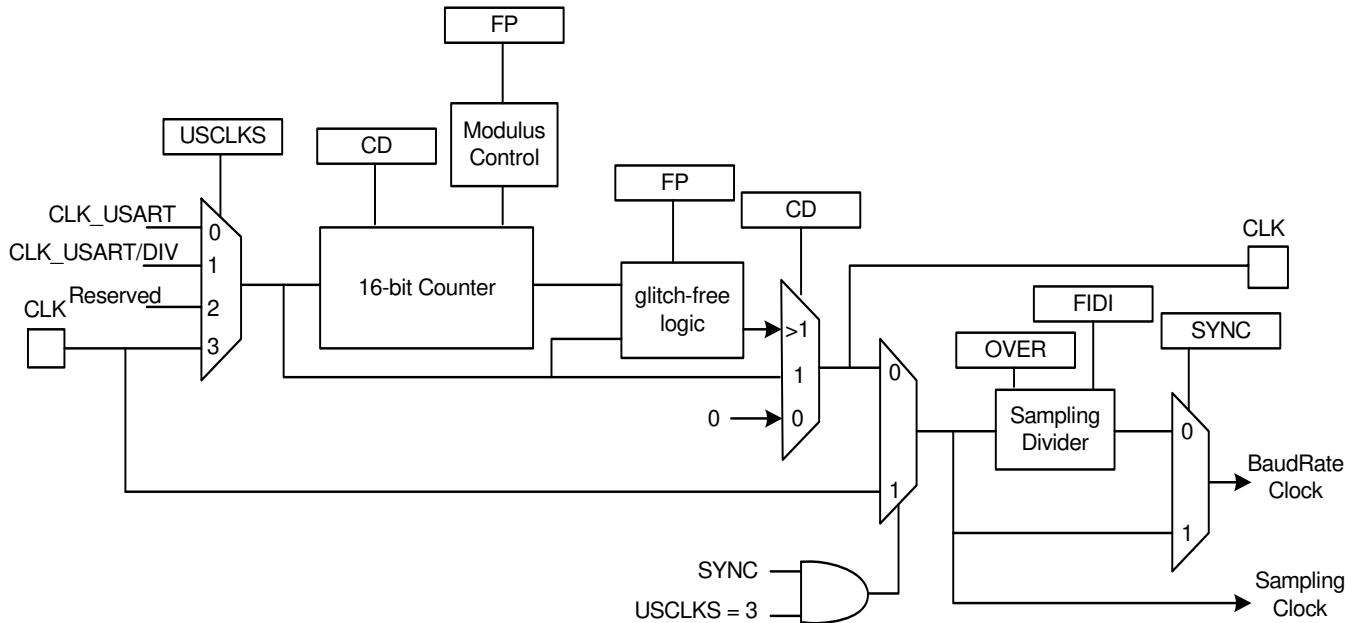 FP
USCLKS
CD
Modulus
Control
FP
CD
CLK_USART
CLK_USART/DIV
Reserved
CLK
0
1
2
3
16-bit Counter
glitch-free
logic
>1
1
0
0
CLK
FIDI
OVER
SYNC
0
1
Sampling
Divider
0
1
BaudRate
Clock
SYNC
USCLKS = 3
Sampling
Clock